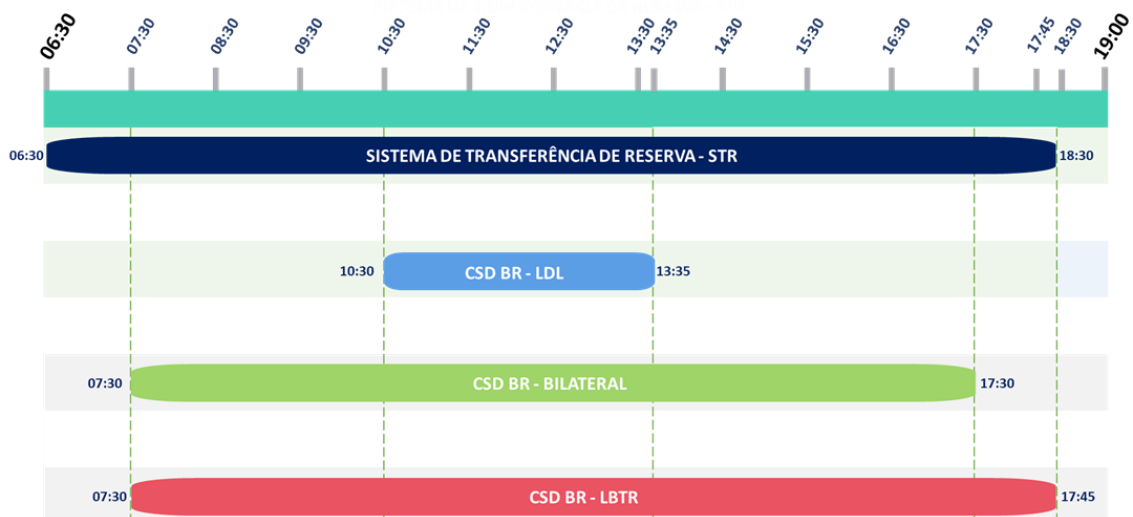 06:30 07:30 08:30 09:30 10:30 11:30 12:30 13:30 13:35 14:30 15:30 16:30 17:30 17:45 18:30 19:00
06:30 SISTEMA DE TRANSFERÊNCIA DE RESERVA - STR 18:30
10:30 CSD BR - LDL 13:35
07:30 CSD BR - BILATERAL 17:30
07:30 CSD BR - LBTR 17:45